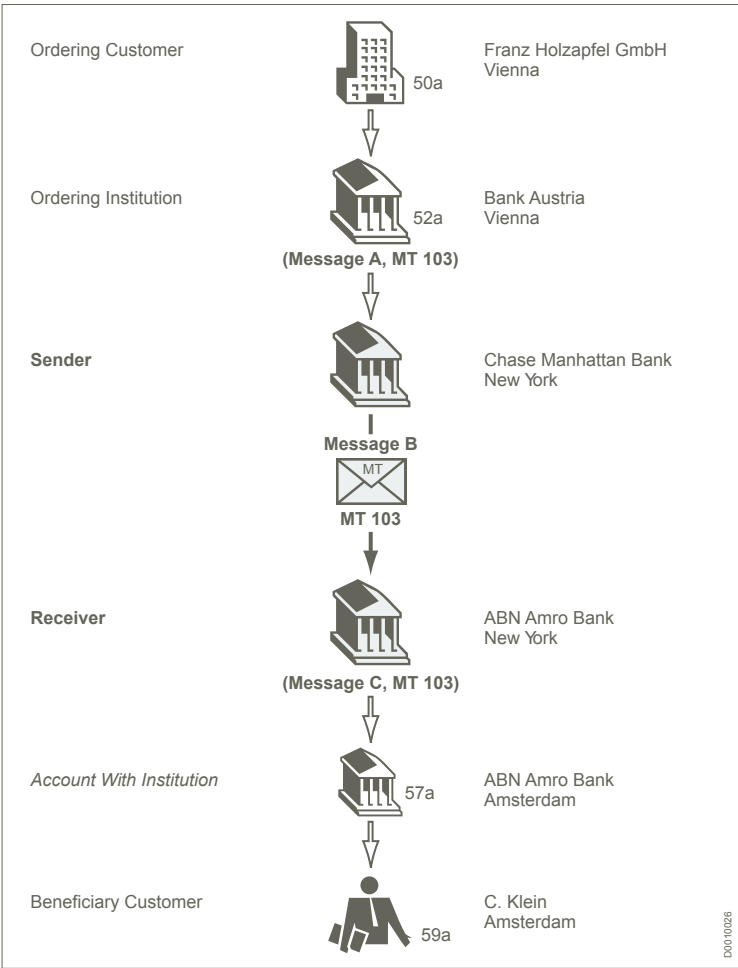 Ordering Customer
50a
Franz Holzapfel GmbH
Vienna
Ordering Institution
52a
Bank Austria
Vienna
(Message A, MT 103)
Sender
Chase Manhattan Bank
New York
Message B
MT
MT 103
Receiver
ABN Amro Bank
New York
(Message C, MT 103)
Account With Institution
57a
ABN Amro Bank
Amsterdam
Beneficiary Customer
59a
C. Klein
Amsterdam
D0010026